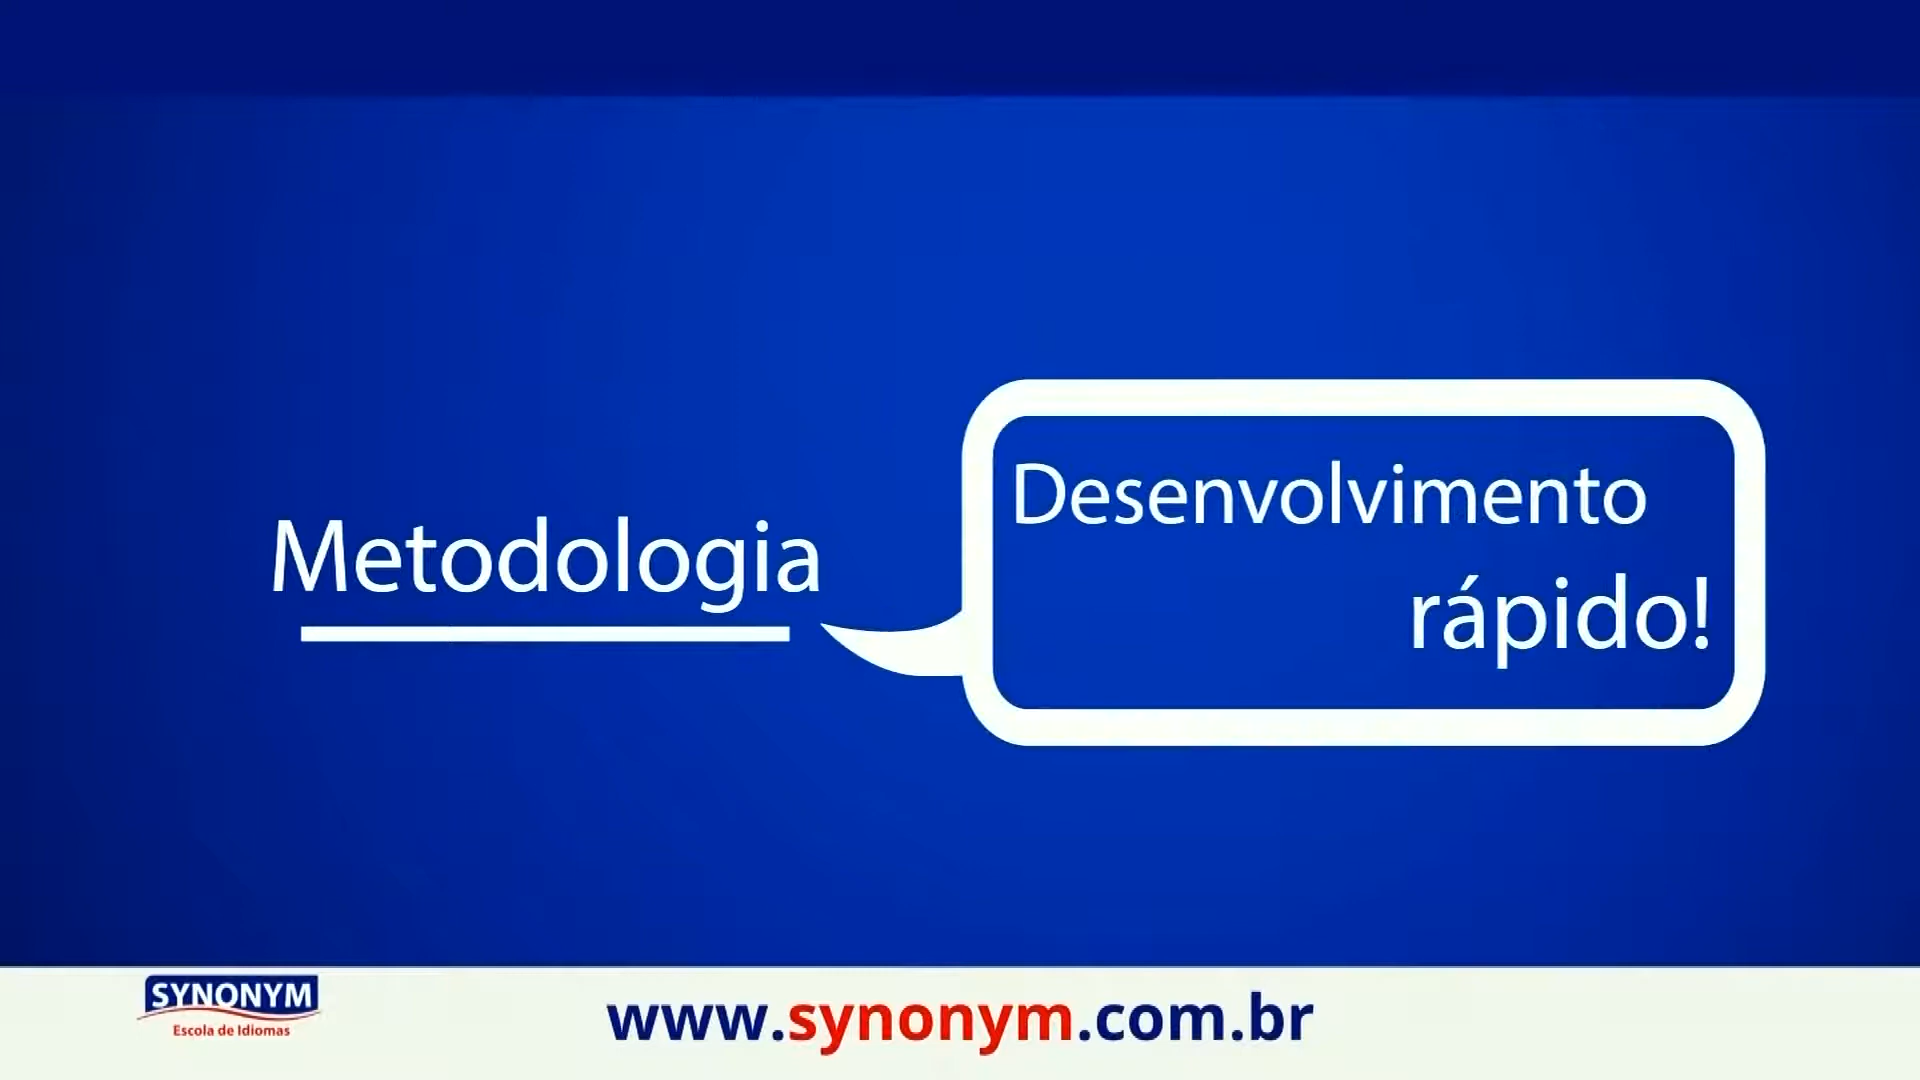 Metodologia
Desenvolvimento
rápido!
SYNONYM
Escola de Idiomas
www.synonym.com.br